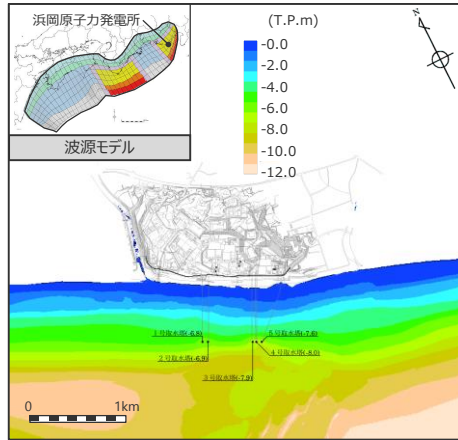 浜岡原子力発電所
波源モデル
(T.P.m)
-0.0
-2.0
-4.0
-6.0
-8.0
-10.0
-12.0
N
1号取水塔(-6.8)
2号取水塔(-6.9)
3号取水塔(-7.9)
5号取水塔(-7.6)
4号取水塔(-8.0)
0
1km